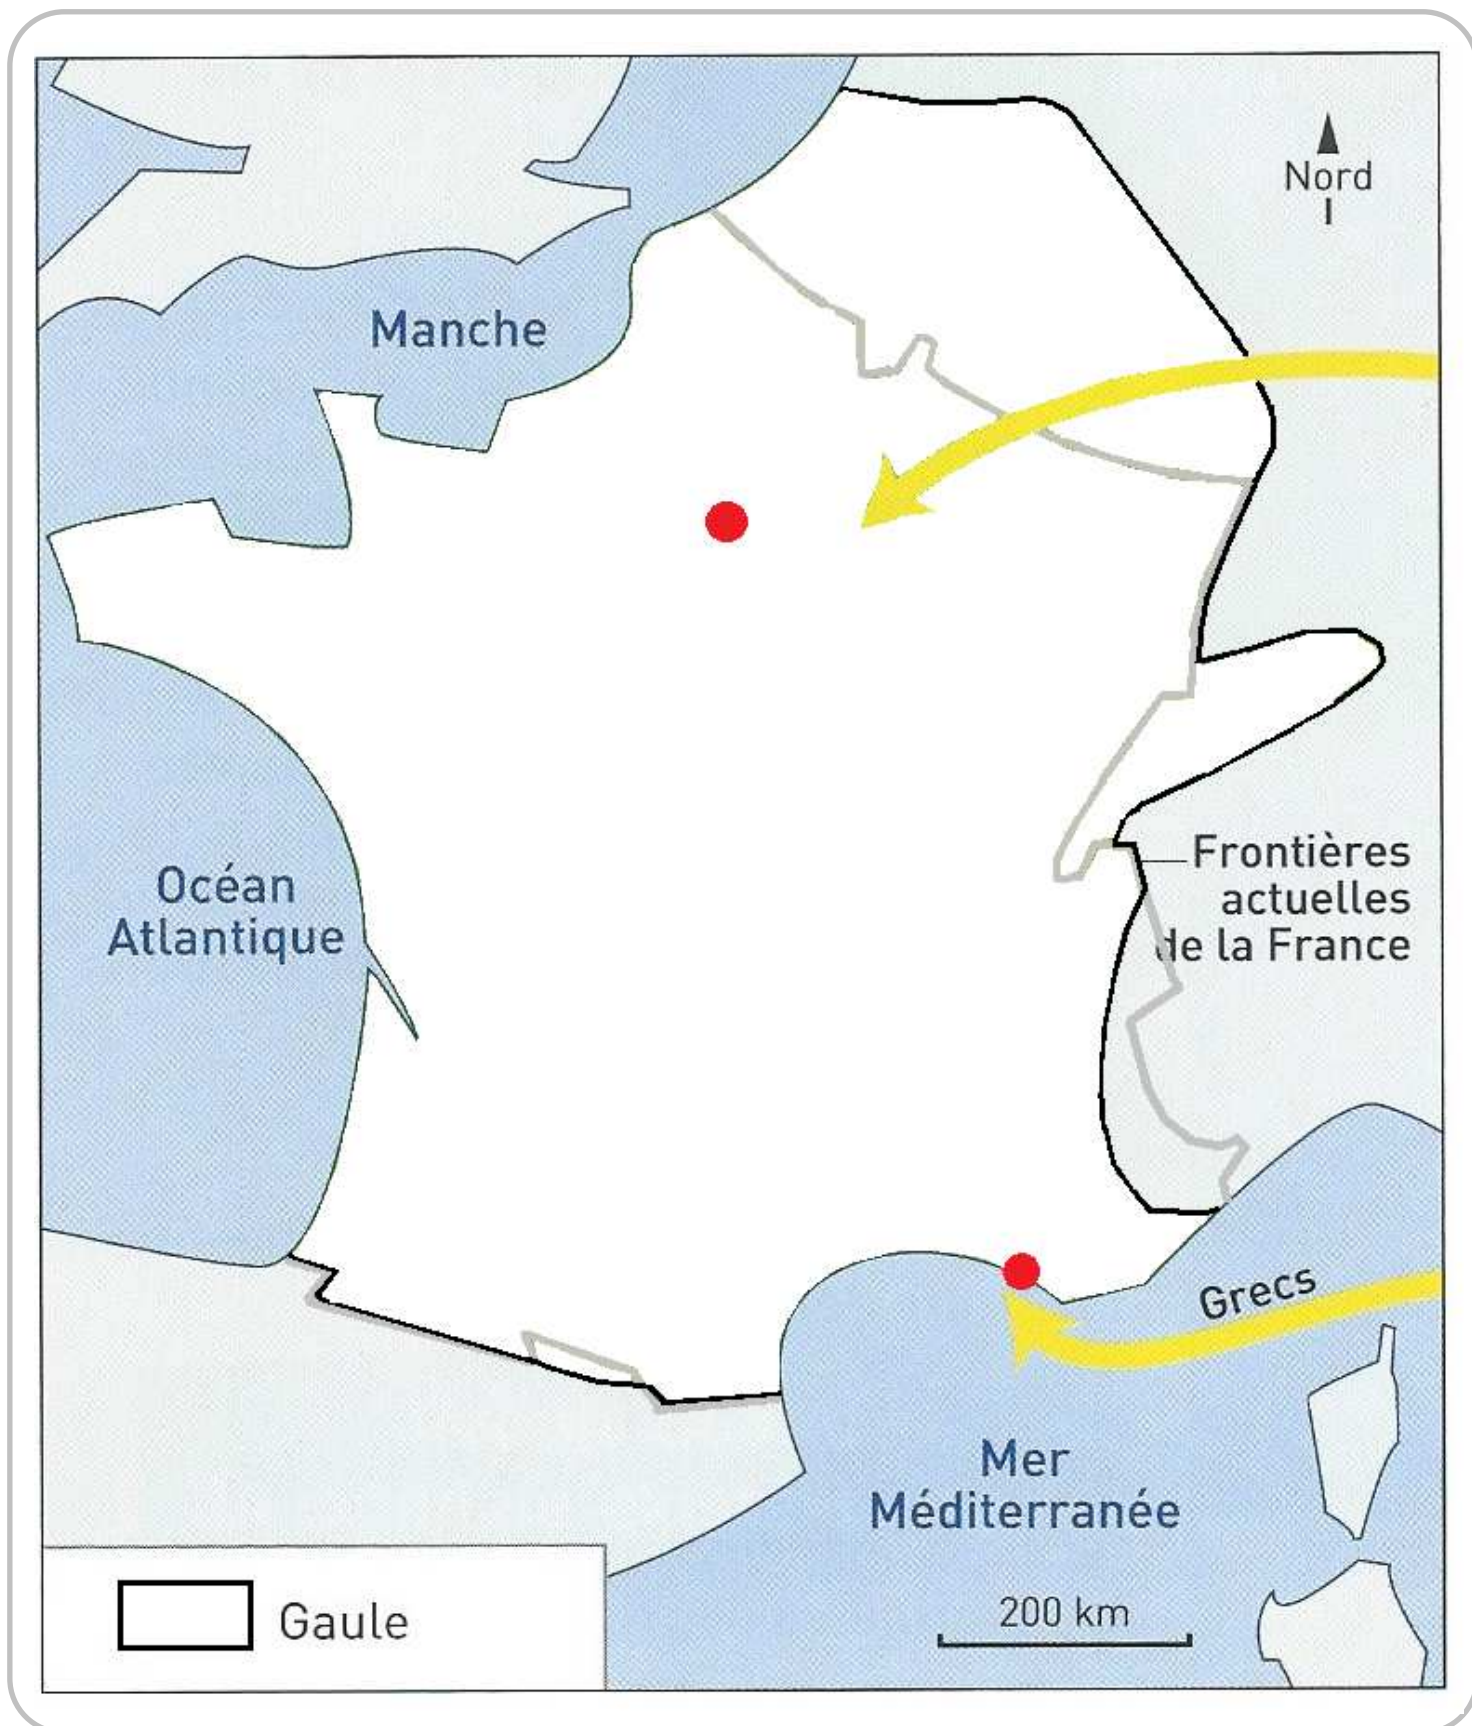 Nord
Manche
Océan
Atlantique
Frontières
actuelles
de la France
Grecs
Mer
Méditerranée
200 km
Gaule